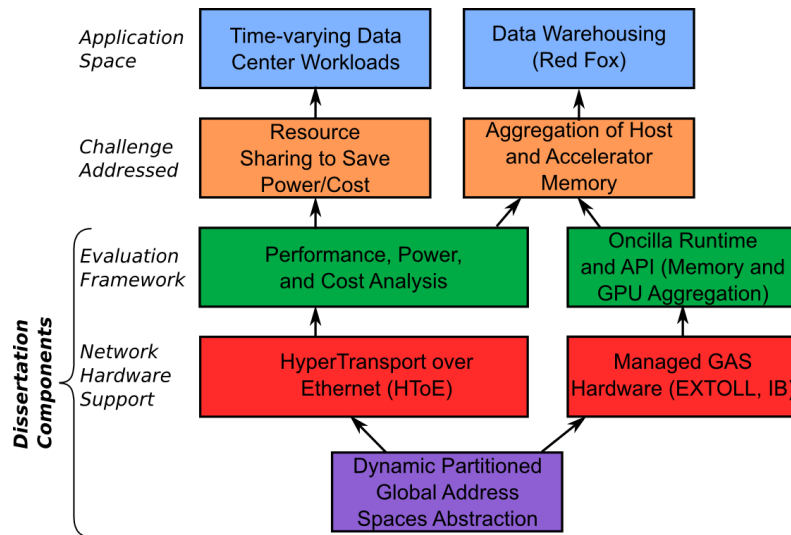 Application
Space
Time-varying Data
Center Workloads
Data Warehousing
(Red Fox)
Challenge
Addressed
Resource
Sharing to Save
Power/Cost
Aggregation of Host
and Accelerator
Memory
Evaluation
Framework
Performance, Power,
and Cost Analysis
Oncilla Runtime
and API (Memory and
GPU Aggregation)
Dissertation
Components
Network
Hardware
Support
HyperTransport over
Ethernet (HToE)
Managed GAS
Hardware (EXTOLL, IB)
Dynamic Partitioned
Global Address
Spaces Abstraction